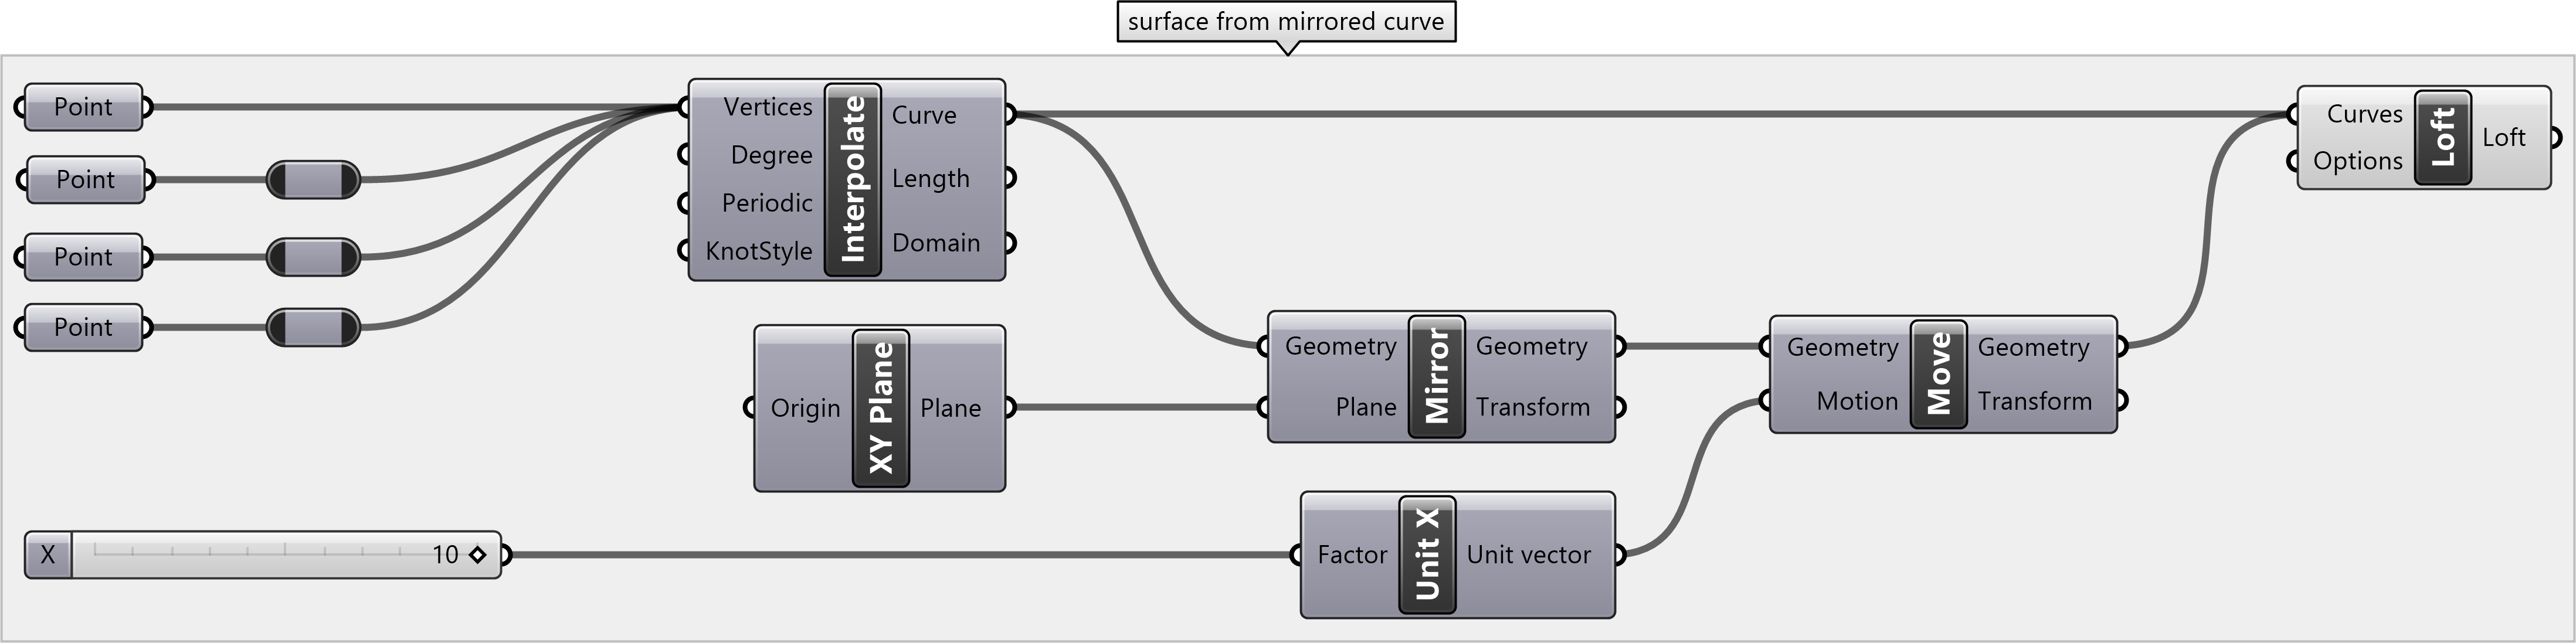 surface from mirrored curve
Point
Point
Point
Point
Vertices
Degree
Periodic
KnotStyle
Interpolate
Curve
Length
Domain
Origin
XY Plane
Plane
X
10
Geometry
Plane
Mirror
Geometry
Transform
Factor
Unit X
Unit vector
Geometry
Motion
Move
Geometry
Transform
Curves
Options
Loft
Loft